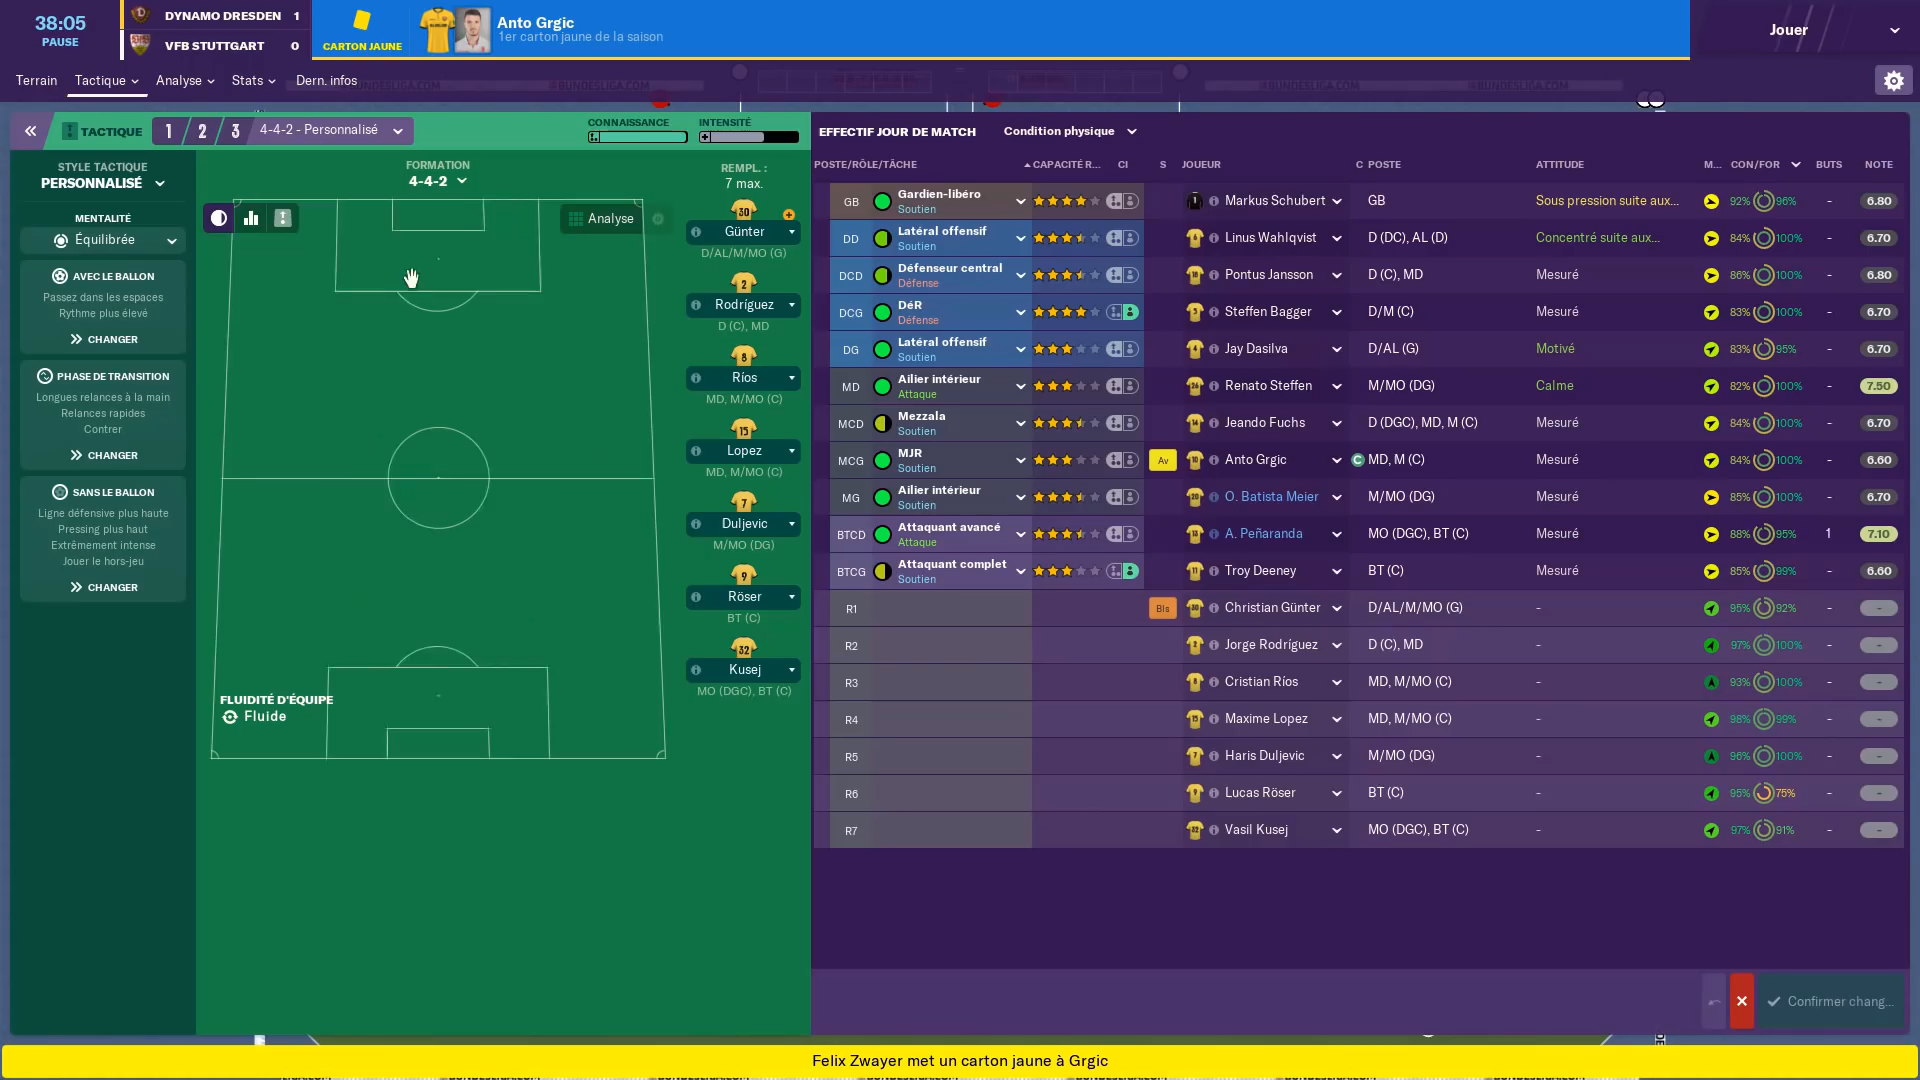 38:05
PAUSE
DYNAMO DRESDEN 1
VFB STUTTGART 0
CARTON JAUNE
Anto Grgic
1er carton jaune de la saison
Jouer
Terrain Tactique Analyse Stats Dern. infos
TACTIQUE 1 2 3 4-4-2 - Personnalisé
CONNAISSANCE INTENSITÉ
STYLE TACTIQUE
PERSONNALISÉ
MENTALITÉ
Équilibrée
AVEC LE BALLON
Passez dans les espaces
Rythme plus élevé
CHANGER
PHASE DE TRANSITION
Longues relances à la main
Relances rapides
Contrer
CHANGER
SANS LE BALLON
Ligne défensive plus haute
Pressing plus haut
Extrêmement intense
Jouer le hors-jeu
CHANGER
FORMATION
4-4-2
Analyse
FLUIDITÉ D'ÉQUIPE
Fluide
REMPL. :
7 max.
30
Günter
D/AL/M/MO (G)
2
Rodríguez
D (C), MD
8
Ríos
MD, M/MO (C)
15
Lopez
MD, M/MO (C)
7
Duljevic
M/MO (DG)
9
Röser
BT (C)
32
Kusej
MO (DGC), BT (C)
EFFECTIF JOUR DE MATCH Condition physique
POSTE/RÔLE/TÂCHE CAPACITÉ R... CI S JOUEUR C POSTE ATTITUDE M... CON/FOR BUTS NOTE
GB Gardien-libéro Soutien Markus Schubert GB Sous pression suite aux... 92% 96% - 6.80
DD Latéral offensif Soutien Linus Wahlqvist D (DC), AL (D) Concentré suite aux... 84% 100% - 6.70
DCD Défenseur central Défense Pontus Jansson D (C), MD Mesuré 86% 100% - 6.80
DCG DéR Défense Steffen Bagger D/M (C) Mesuré 83% 100% - 6.70
DG Latéral offensif Soutien Jay Dasilva D/AL (G) Motivé 83% 95% - 6.70
MD Ailier intérieur Attaque Renato Steffen M/MO (DG) Calme 82% 100% - 7.50
MCD Mezzala Soutien Jeando Fuchs D (DGC), MD, M (C) Mesuré 84% 100% - 6.70
MCG MJR Soutien Av Anto Grgic C MD, M (C) Mesuré 84% 100% - 6.60
MG Ailier intérieur Soutien O. Batista Meier M/MO (DG) Mesuré 85% 100% - 6.70
BTCD Attaquant avancé Attaque A. Peñaranda MO (DGC), BT (C) Mesuré 88% 95% 1 7.10
BTCG Attaquant complet Soutien Troy Deeney BT (C) Mesuré 85% 99% - 6.60
R1 Bls Christian Günter D/AL/M/MO (G) - 95% 92% - -
R2 Jorge Rodríguez D (C), MD - 97% 100% - -
R3 Cristian Ríos MD, M/MO (C) - 93% 100% - -
R4 Maxime Lopez MD, M/MO (C) - 98% 99% - -
R5 Haris Duljevic M/MO (DG) - 96% 100% - -
R6 Lucas Röser BT (C) - 95% 75% - -
R7 Vasil Kusej MO (DGC), BT (C) - 97% 91% - -
Confirmer chang...
Felix Zwayer met un carton jaune à Grgic